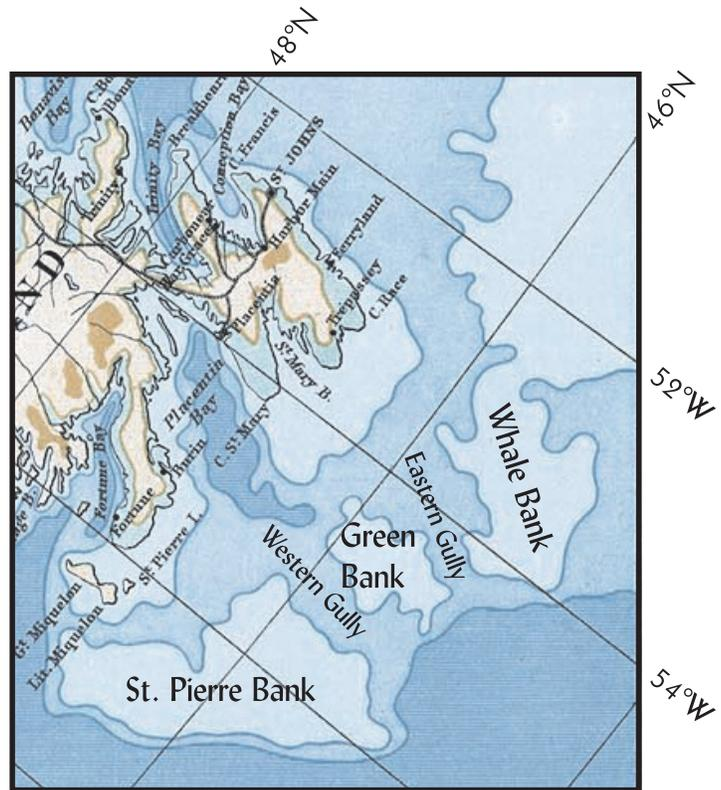 48°N
46°N
Bonavista
Bay
Trinity Bay
Conception Bay
C. Francis
ST JOHNS
Harbor Main
Ferryland
Trepassey
C. Race
Trinity
Carbonear
Placentia
ND
St Mary B.
Placentia
Bay
C. St Mary
Burin
Fortune Bay
Fortune
St Pierre I.
Gt. Miquelon
Lit. Miquelon
52°W
Whale Bank
Eastern Gully
Green
Bank
Western Gully
St. Pierre Bank
54°W